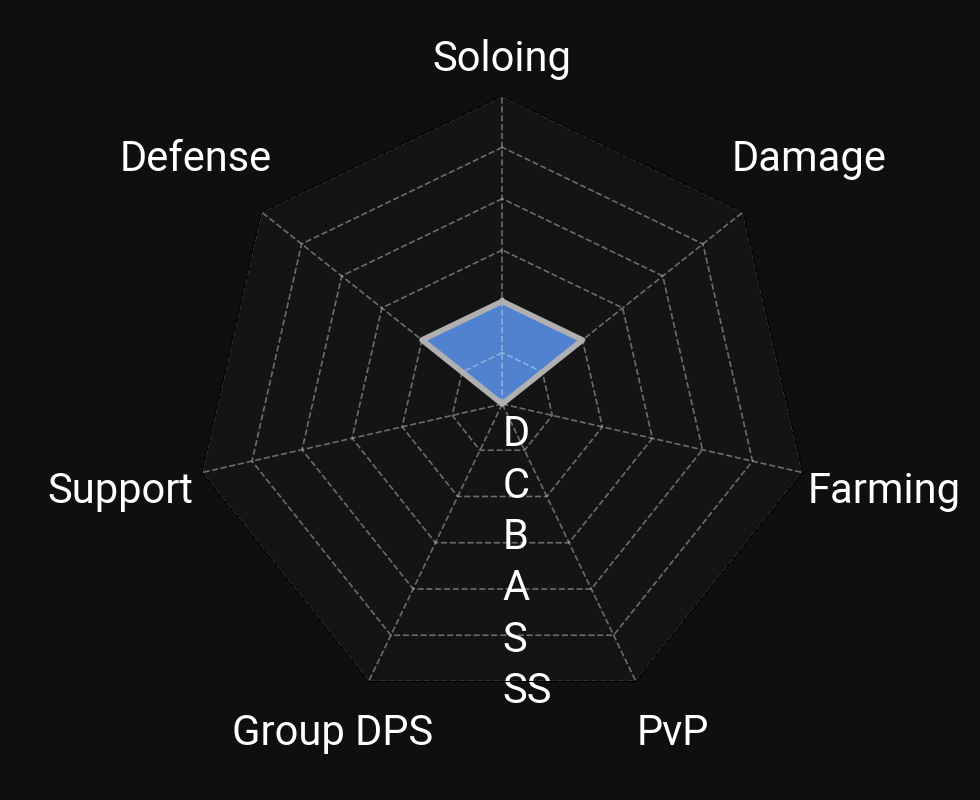 Soloing
Defense
Damage
D
C
Support
Farming
B
A
S
SS
Group DPS
PvP